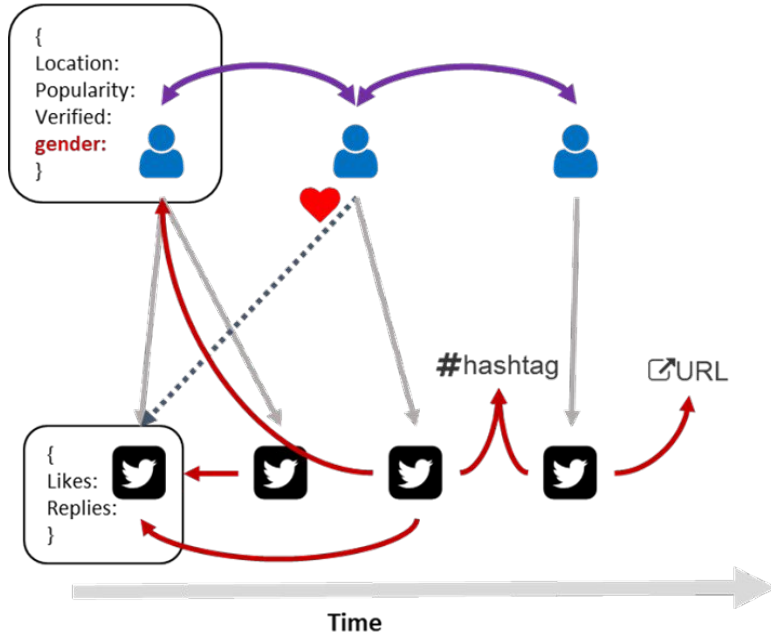 {
Location:
Popularity:
Verified:
gender:
}
#hashtag
URL
{
Likes:
Replies:
}
Time